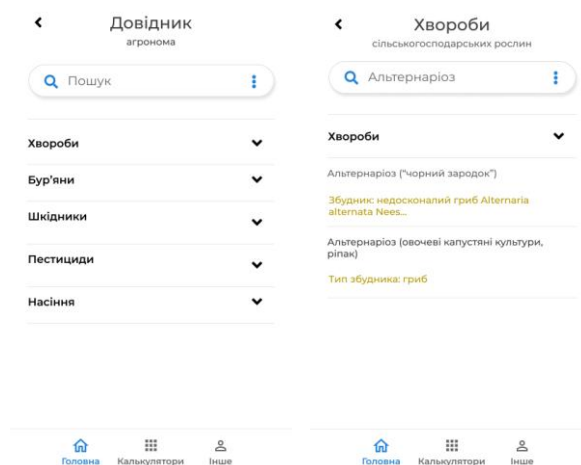 Довідник
агронома
Пошук
Хвороби
Бур’яни
Шкідники
Пестициди
Насіння
Головна
Калькулятори
Інше
Хвороби
сільськогосподарських рослин
Альтернаріоз
Хвороби
Альтернаріоз (“чорний зародок”)
Збудник: недосконалий гриб Alternaria
alternata Nees...
Альтернаріоз (овочеві капустяні культури,
ріпак)
Тип збудника: гриб
Головна
Калькулятори
Інше